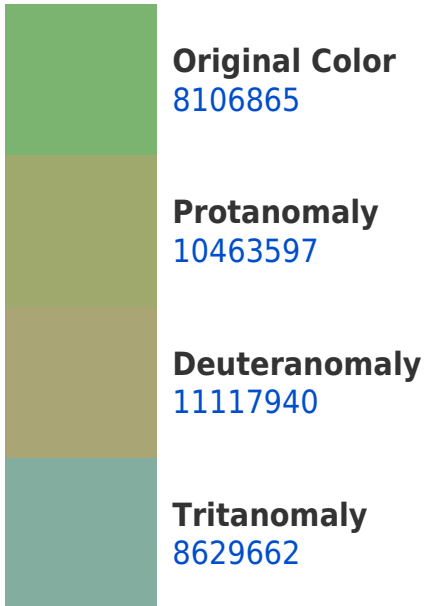 Original Color
8106865
Protanomaly
10463597
Deuteranomaly
11117940
Tritanomaly
8629662